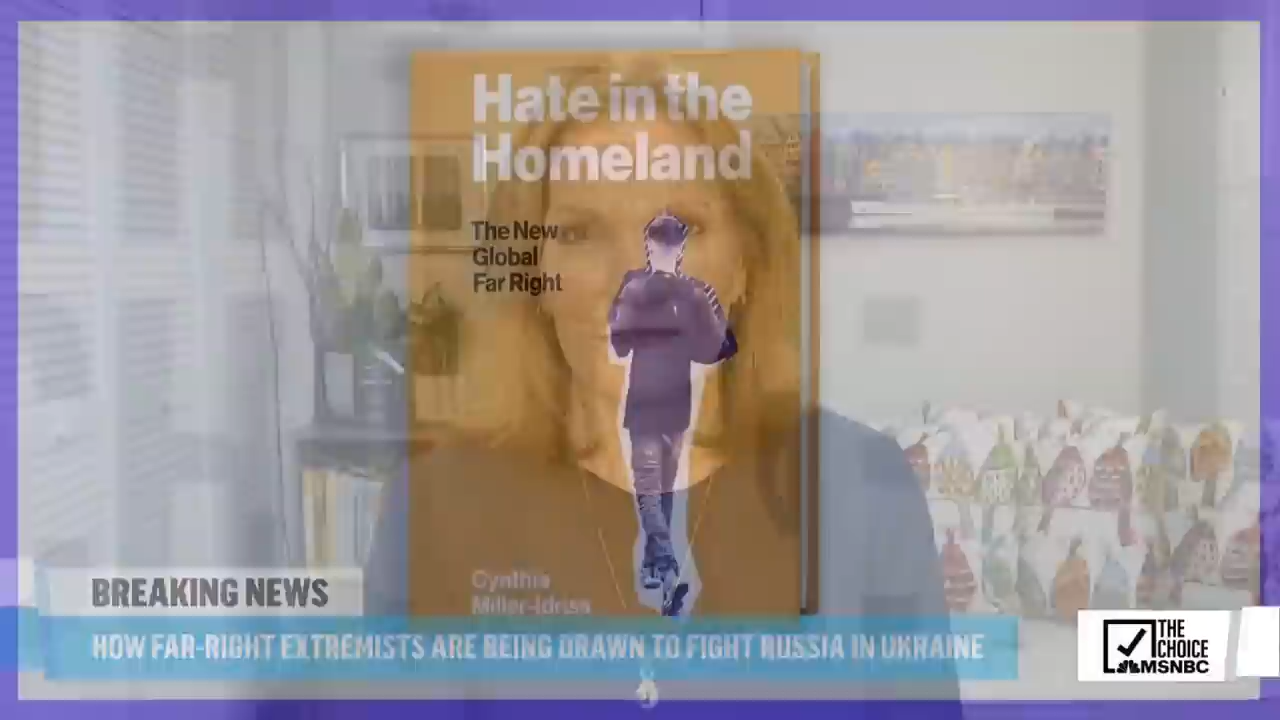 Hate in the
Homeland
The New
Global
Far Right
Cynthia
Miller-Idriss
BREAKING NEWS
HOW FAR-RIGHT EXTREMISTS ARE BEING DRAWN TO FIGHT RUSSIA IN UKRAINE
THE
CHOICE
MSNBC